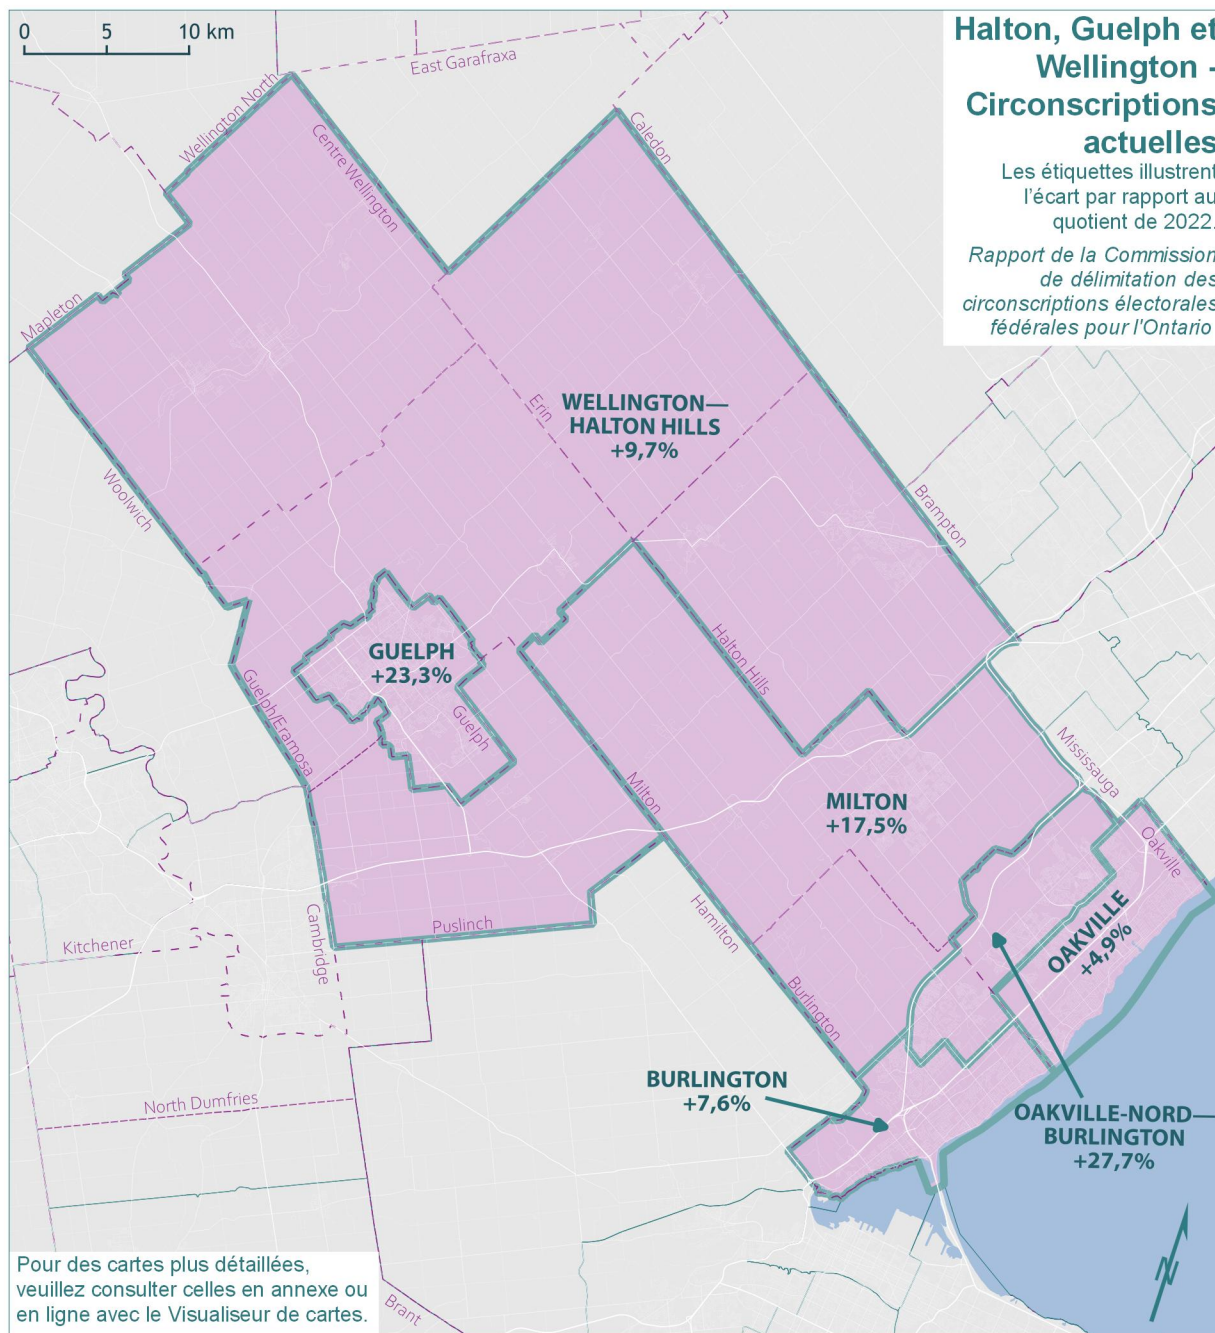 0 5 10 km
Halton, Guelph et
Wellington -
Circonscriptions
actuelles
Les étiquettes illustrent
l'écart par rapport au
quotient de 2022.
Rapport de la Commission
de délimitation des
circonscriptions électorales
fédérales pour l'Ontario
East Garafraxa
Wellington North
Centre Wellington
Caledon
Mapleton
Erin
WELLINGTON—
HALTON HILLS
+9,7%
Woolwich
Brampton
GUELPH
+23,3%
Guelph/Eramosa
Guelph
Halton Hills
Mississauga
Milton
MILTON
+17,5%
Oakville
OAKVILLE
+4,9%
Puslinch
Hamilton
Kitchener
Cambridge
Burlington
BURLINGTON
+7,6%
North Dumfries
OAKVILLE-NORD—
BURLINGTON
+27,7%
Pour des cartes plus détaillées,
veuillez consulter celles en annexe ou
en ligne avec le Visualiseur de cartes.
Brant
N